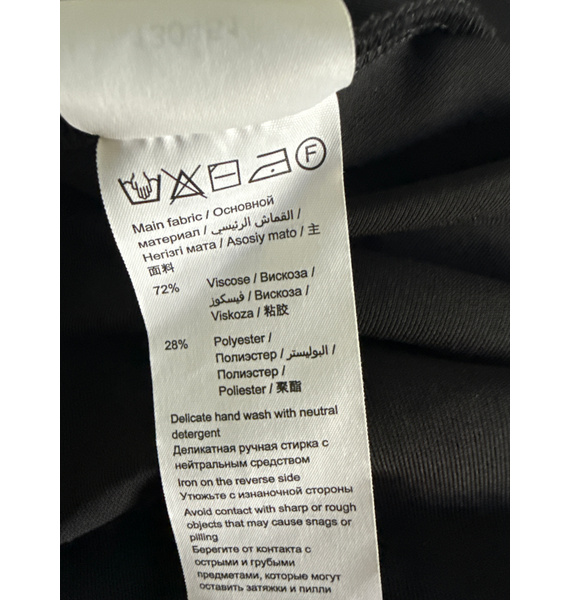 F
Main fabric / Основной
материал / القماش الرئيسي /
Негізгі мата / Asosiy mato / 主
面料
72% Viscose / Вискоза /
فيسكوز / Вискоза /
Viskoza / 粘胶
28% Polyester /
Полиэстер / البوليستر /
Полиэстер /
Poliester / 聚酯
Delicate hand wash with neutral
detergent
Деликатная ручная стирка с
нейтральным средством
Iron on the reverse side
Утюжьте с изнаночной стороны
Avoid contact with sharp or rough
objects that may cause snags or
pilling
Берегите от контакта с
острыми и грубыми
предметами, которые могут
оставить затяжки и пилли